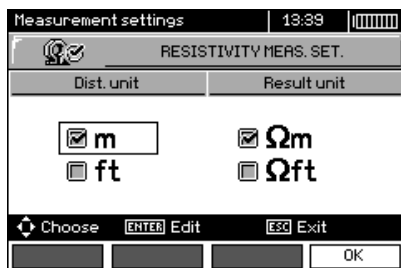 Measurement settings 13:39
RESISTIVITY MEAS. SET.
Dist. unit Result unit
m Ωm
ft Ωft
Choose ENTER Edit ESC Exit
OK